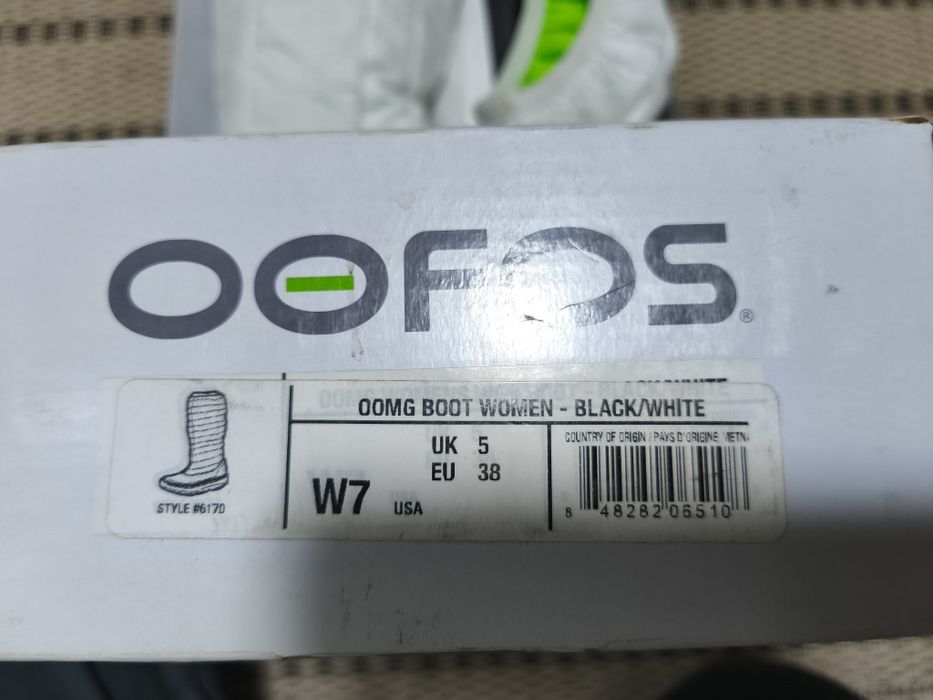 OOFOS®
OOMG BOOT WOMEN - BLACK/WHITE
UK 5
EU 38
W7 USA
COUNTRY OF ORIGIN / PAYS D'ORIGINE VIETN
8 48282 06510
STYLE #6170